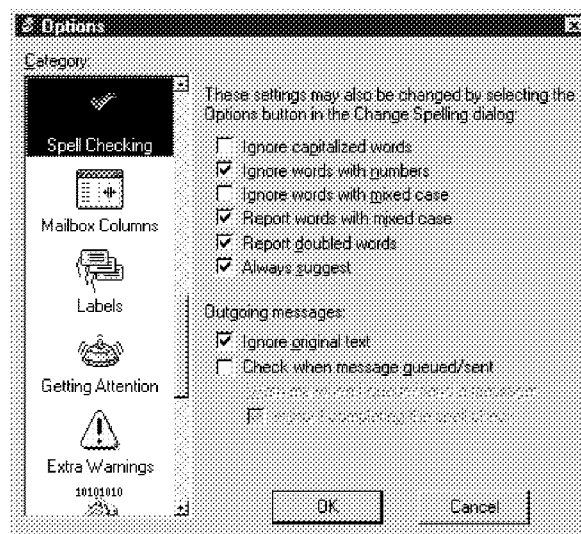 Options
Category:
Spell Checking
Mailbox Columns
Labels
Getting Attention
Extra Warnings
10101010
These settings may also be changed by selecting the
Options button in the Change Spelling dialog:
Ignore capitalized words
Ignore words with numbers
Ignore words with mixed case
Report words with mixed case
Report doubled words
Always suggest
Outgoing messages:
Ignore original text
Check when message queued/sent
OK
Cancel